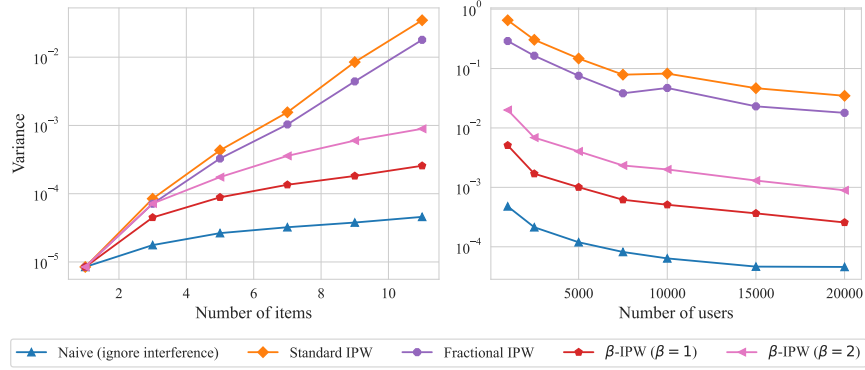 Variance
10⁻²
10⁻³
10⁻⁴
10⁻⁵
2
4
6
8
10
Number of items
10⁰
10⁻¹
10⁻²
10⁻³
10⁻⁴
5000
10000
15000
20000
Number of users
Naive (ignore interference)
Standard IPW
Fractional IPW
β-IPW (β = 1)
β-IPW (β = 2)